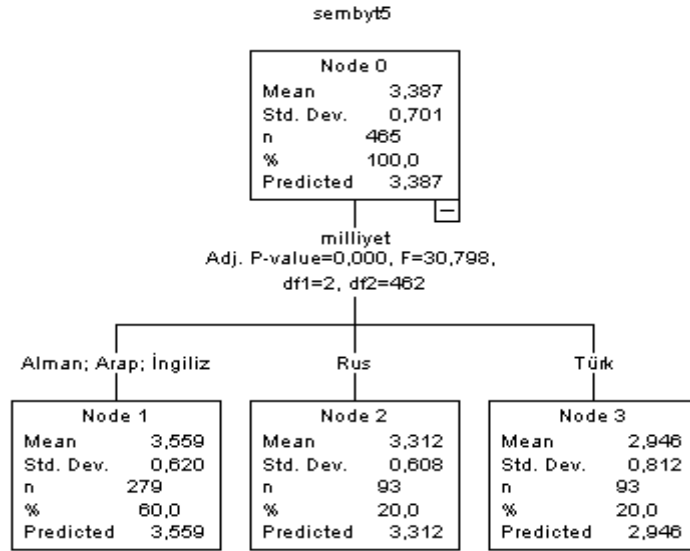 sembyt5
Node 0
Mean 3,387
Std. Dev. 0,701
n 465
% 100,0
Predicted 3,387
milliyet
Adj. P-value=0,000, F=30,798,
df1=2, df2=462
Alman; Arap; İngiliz
Rus
Türk
Node 1
Mean 3,559
Std. Dev. 0,620
n 279
% 60,0
Predicted 3,559
Node 2
Mean 3,312
Std. Dev. 0,608
n 93
% 20,0
Predicted 3,312
Node 3
Mean 2,946
Std. Dev. 0,812
n 93
% 20,0
Predicted 2,946